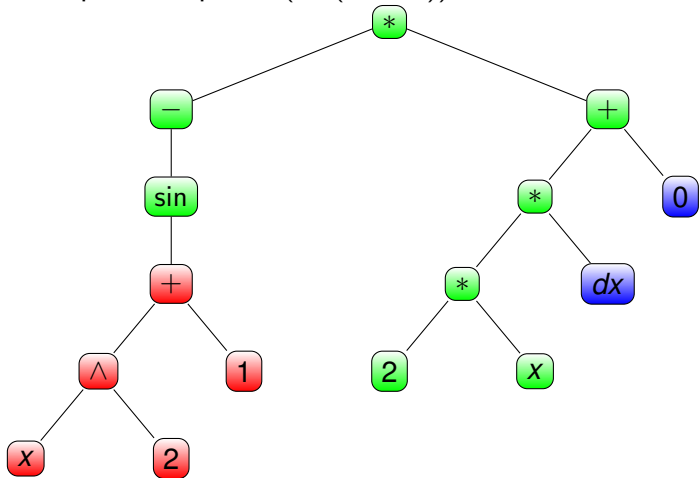 *
− +
sin * 0
+ * dx
∧ 1 2 x
x 2